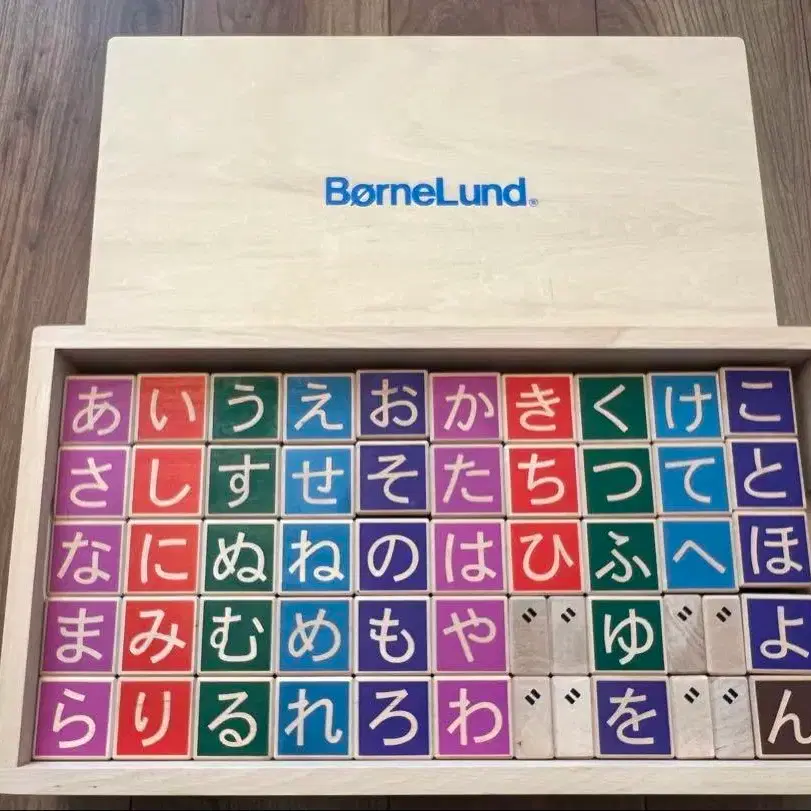 BørneLund®
あいうえおかきくけこ
さしすせそたちつてと
なにぬねのはひふへほ
まみむめもや゛゛ゆ゛゛よ
らりるれろわ゛゛を゛゛ん